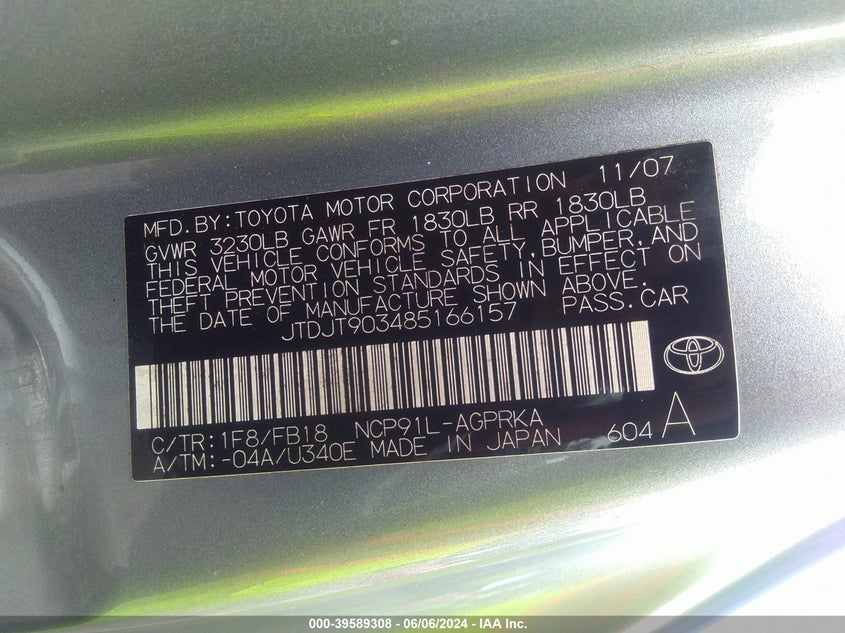 MFD.BY:TOYOTA MOTOR CORPORATION 11/07
GVWR 3230LB GAWR FR 1830LB RR 1830LB
THIS VEHICLE CONFORMS TO ALL APPLICABLE
FEDERAL MOTOR VEHICLE SAFETY,BUMPER,AND
THEFT PREVENTION STANDARDS IN EFFECT ON
THE DATE OF MANUFACTURE SHOWN ABOVE.
JTDJT903485166157 PASS.CAR
C/TR:1F8/FB18 NCP91L-AGPRKA
A/TM:-04A/U340E MADE IN JAPAN 604 A
000-39589308 - 06/06/2024 - IAA Inc.